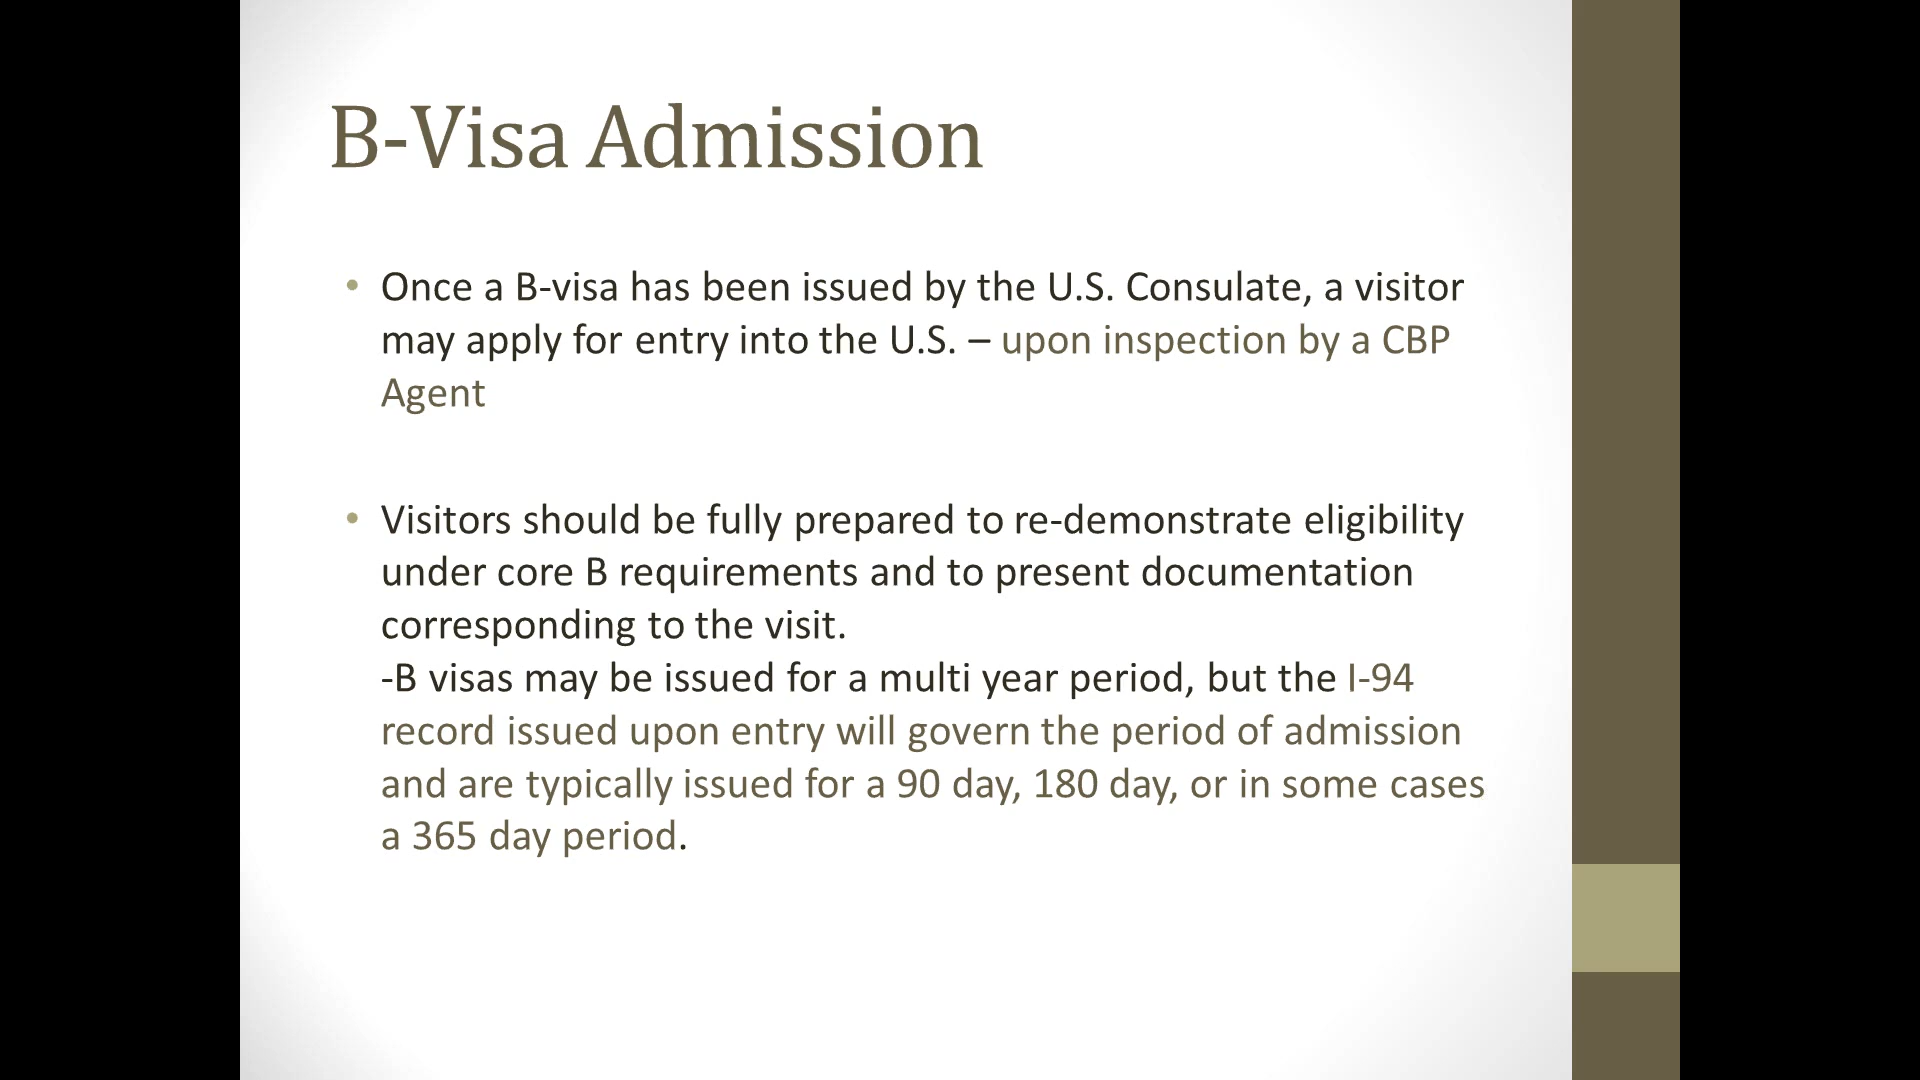 B-Visa Admission
• Once a B-visa has been issued by the U.S. Consulate, a visitor
may apply for entry into the U.S. – upon inspection by a CBP
Agent
• Visitors should be fully prepared to re-demonstrate eligibility
under core B requirements and to present documentation
corresponding to the visit.
-B visas may be issued for a multi year period, but the I-94
record issued upon entry will govern the period of admission
and are typically issued for a 90 day, 180 day, or in some cases
a 365 day period.